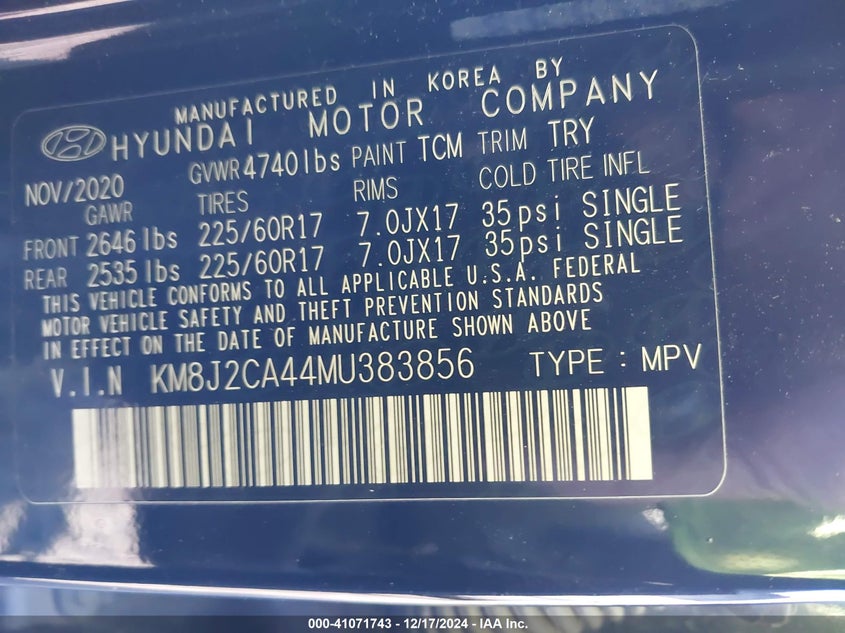 MANUFACTURED IN KOREA BY
HYUNDAI MOTOR COMPANY
NOV/2020 GVWR 4740lbs PAINT TCM TRIM TRY
GAWR TIRES RIMS COLD TIRE INFL
FRONT 2646 lbs 225/60R17 7.0JX17 35psi SINGLE
REAR 2535 lbs 225/60R17 7.0JX17 35psi SINGLE
THIS VEHICLE CONFORMS TO ALL APPLICABLE U.S.A. FEDERAL
MOTOR VEHICLE SAFETY AND THEFT PREVENTION STANDARDS
IN EFFECT ON THE DATE OF MANUFACTURE SHOWN ABOVE
V.I.N KM8J2CA44MU383856 TYPE : MPV
000-41071743 - 12/17/2024 - IAA Inc.